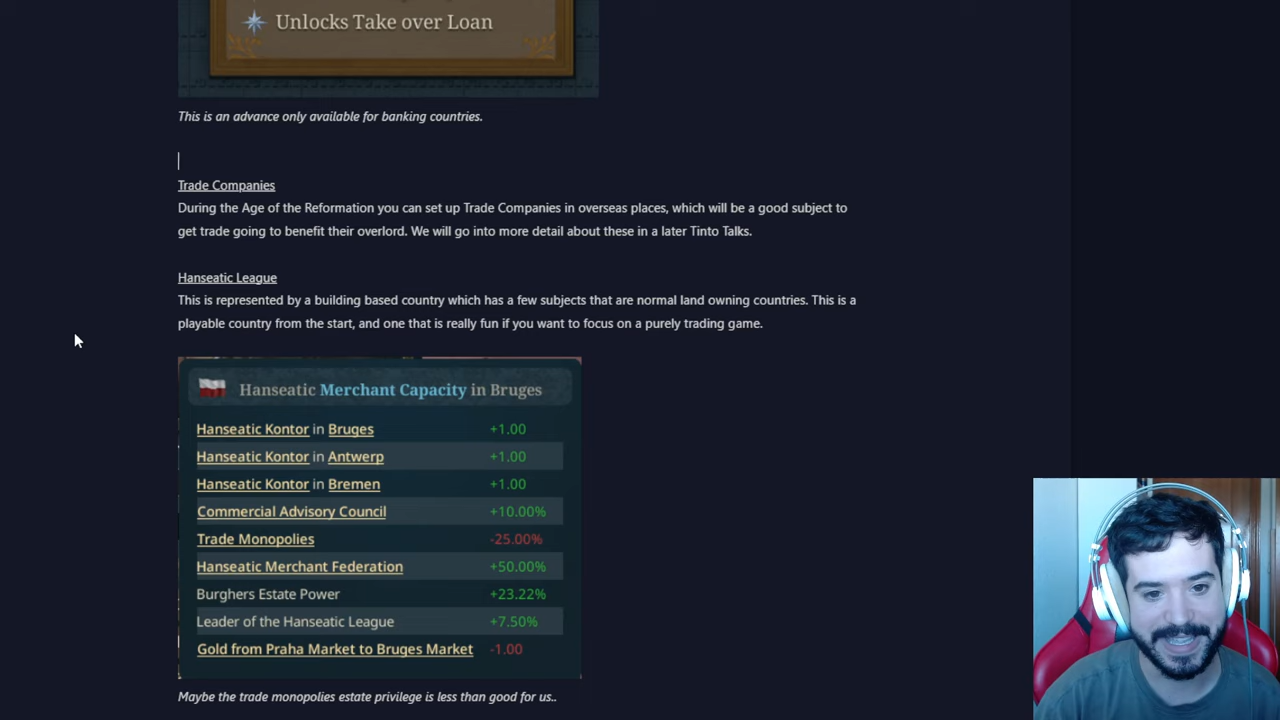 Unlocks Take over Loan
This is an advance only available for banking countries.
Trade Companies
During the Age of the Reformation you can set up Trade Companies in overseas places, which will be a good subject to
get trade going to benefit their overlord. We will go into more detail about these in a later Tinto Talks.
Hanseatic League
This is represented by a building based country which has a few subjects that are normal land owning countries. This is a
playable country from the start, and one that is really fun if you want to focus on a purely trading game.
Hanseatic Merchant Capacity in Bruges
Hanseatic Kontor in Bruges +1.00
Hanseatic Kontor in Antwerp +1.00
Hanseatic Kontor in Bremen +1.00
Commercial Advisory Council +10.00%
Trade Monopolies -25.00%
Hanseatic Merchant Federation +50.00%
Burghers Estate Power +23.22%
Leader of the Hanseatic League +7.50%
Gold from Praha Market to Bruges Market -1.00
Maybe the trade monopolies estate privilege is less than good for us..